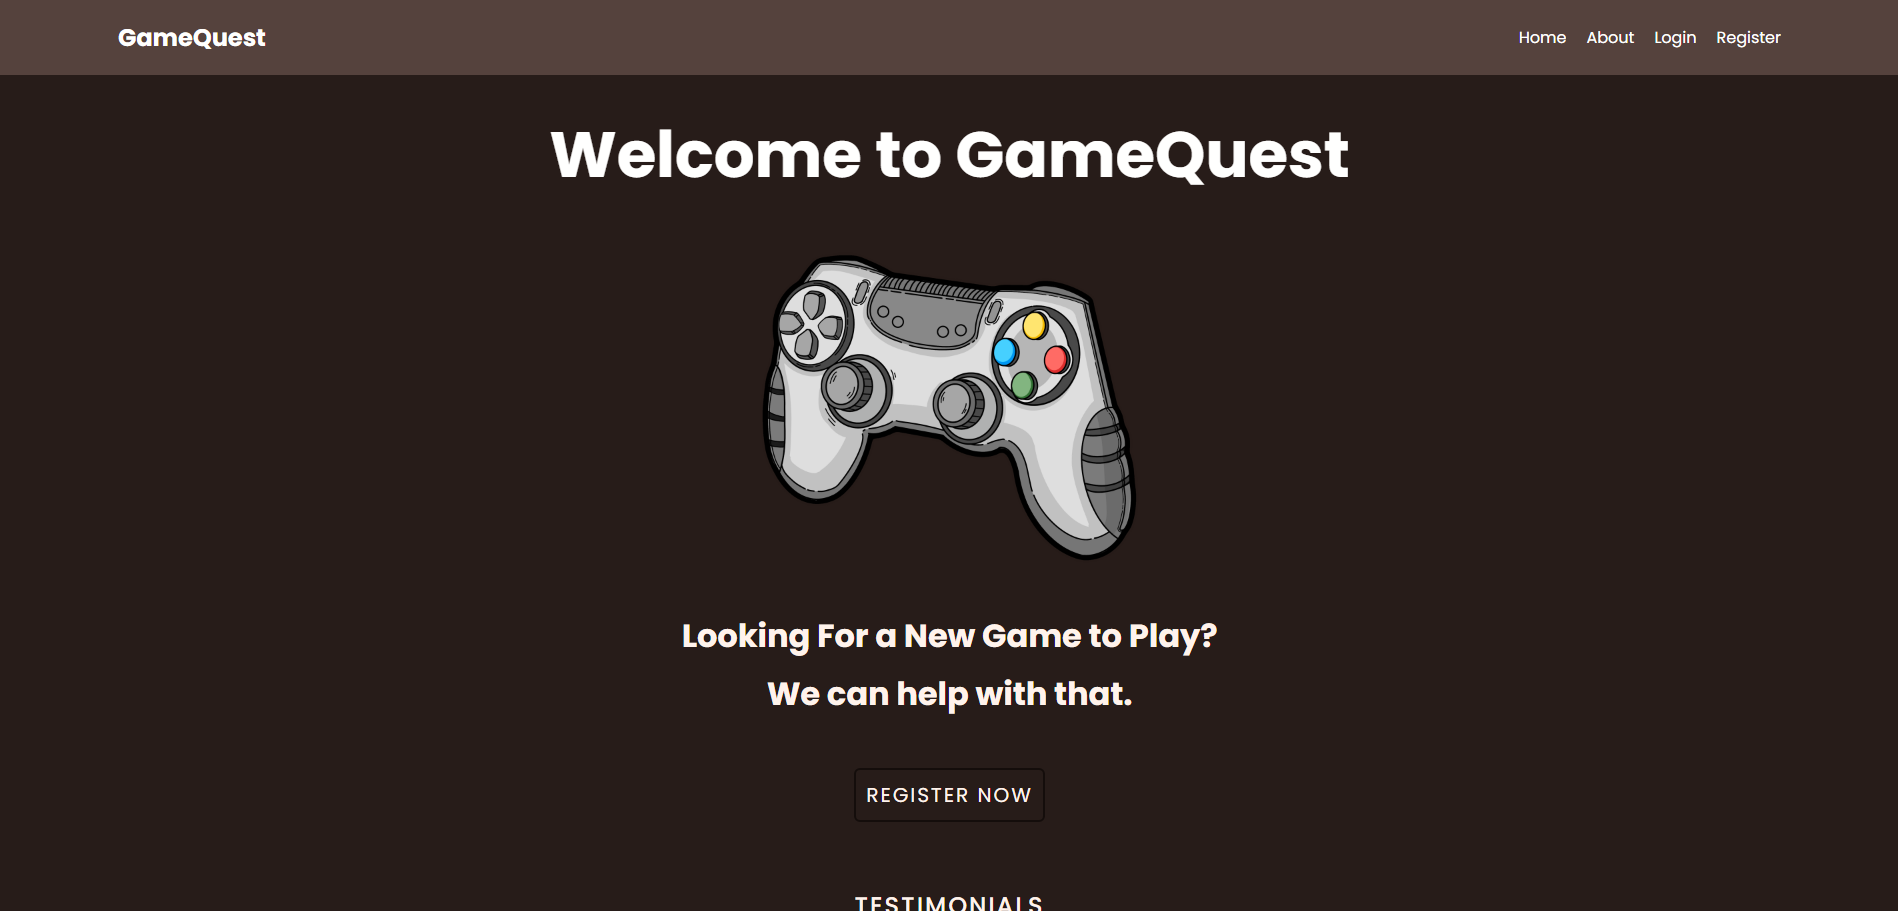 GameQuest
Home About Login Register
Welcome to GameQuest
Looking For a New Game to Play?
We can help with that.
REGISTER NOW
TESTIMONIALS